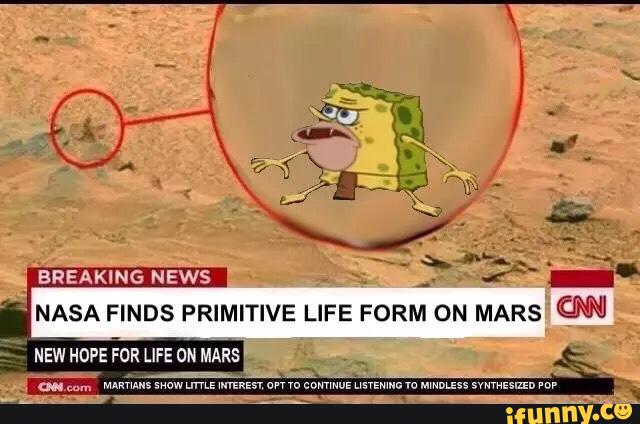 BREAKING NEWS
NASA FINDS PRIMITIVE LIFE FORM ON MARS
CNN
NEW HOPE FOR LIFE ON MARS
CNN.com MARTIANS SHOW LITTLE INTEREST, OPT TO CONTINUE LISTENING TO MINDLESS SYNTHESIZED POP
ifunny.co